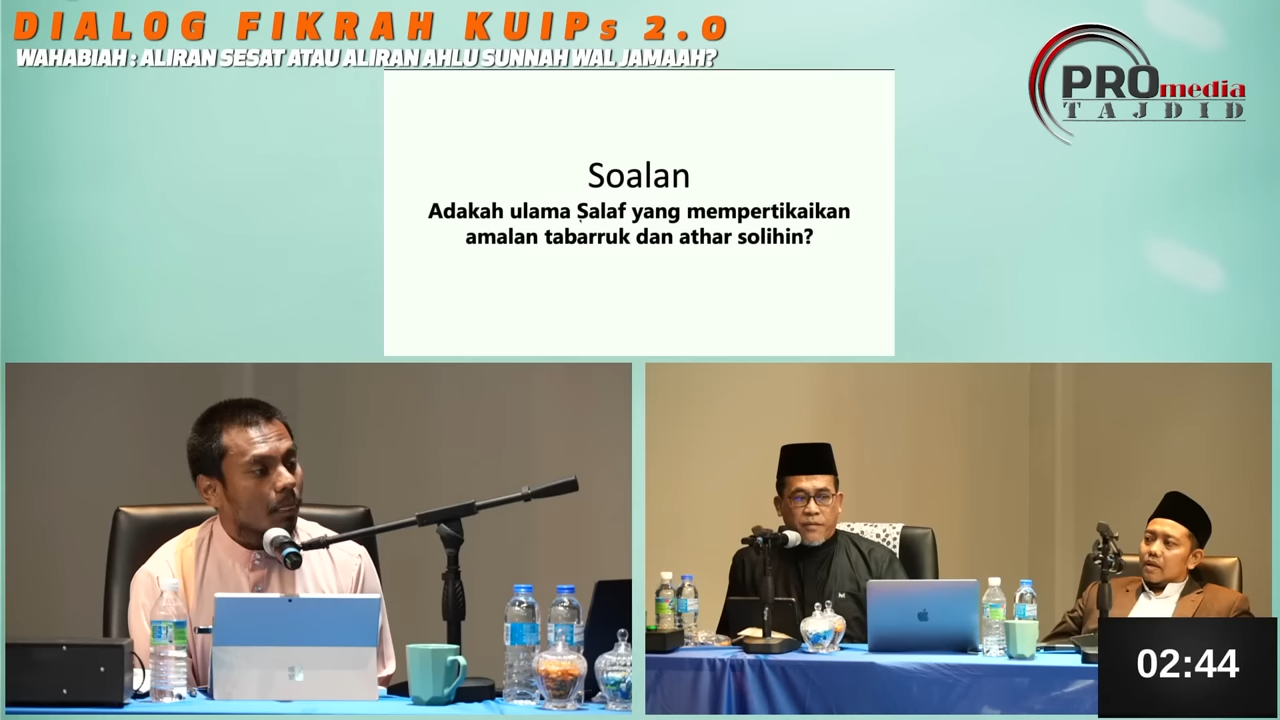 DIALOG FIKRAH KUIPs 2.0
WAHABIAH : ALIRAN SESAT ATAU ALIRAN AHLU SUNNAH WAL JAMAAH?
PROmedia
TAJDID
Soalan
Adakah ulama Salaf yang mempertikaikan
amalan tabarruk dan athar solihin?
02:44